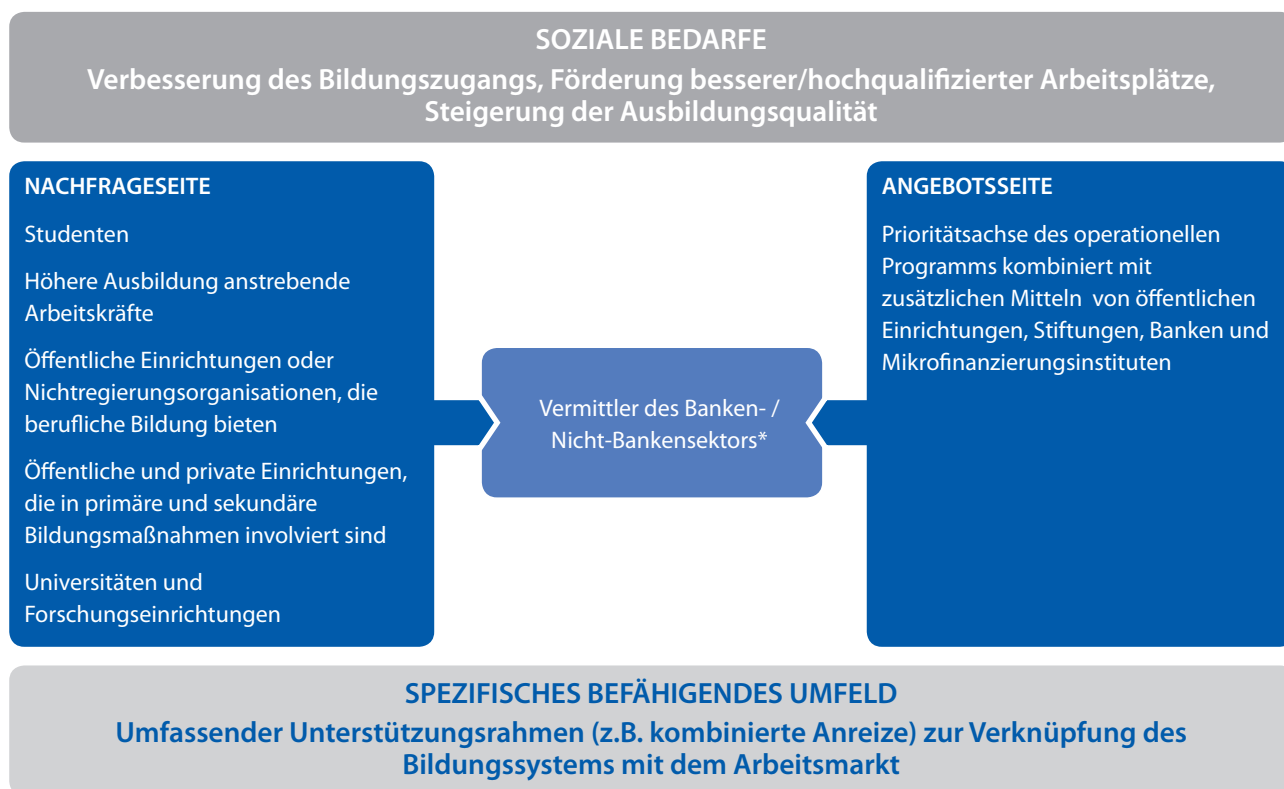 SOZIALE BEDARFE
Verbesserung des Bildungszugangs, Förderung besserer/hochqualifizierter Arbeitsplätze,
Steigerung der Ausbildungsqualität
NACHFRAGESEITE
Studenten
Höhere Ausbildung anstrebende
Arbeitskräfte
Öffentliche Einrichtungen oder
Nichtregierungsorganisationen, die
berufliche Bildung bieten
Öffentliche und private Einrichtungen,
die in primäre und sekundäre
Bildungsmaßnahmen involviert sind
Universitäten und
Forschungseinrichtungen
Vermittler des Banken- /
Nicht-Bankensektors*
ANGEBOTSSEITE
Prioritätsachse des operationellen
Programms kombiniert mit
zusätzlichen Mitteln von öffentlichen
Einrichtungen, Stiftungen, Banken und
Mikrofinanzierungsinstituten
SPEZIFISCHES BEFÄHIGENDES UMFELD
Umfassender Unterstützungsrahmen (z.B. kombinierte Anreize) zur Verknüpfung des
Bildungssystems mit dem Arbeitsmarkt